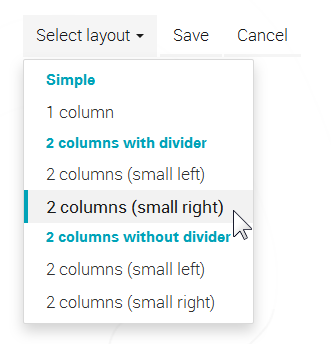 Select layout Save Cancel
Simple
1 column
2 columns with divider
2 columns (small left)
2 columns (small right)
2 columns without divider
2 columns (small left)
2 columns (small right)